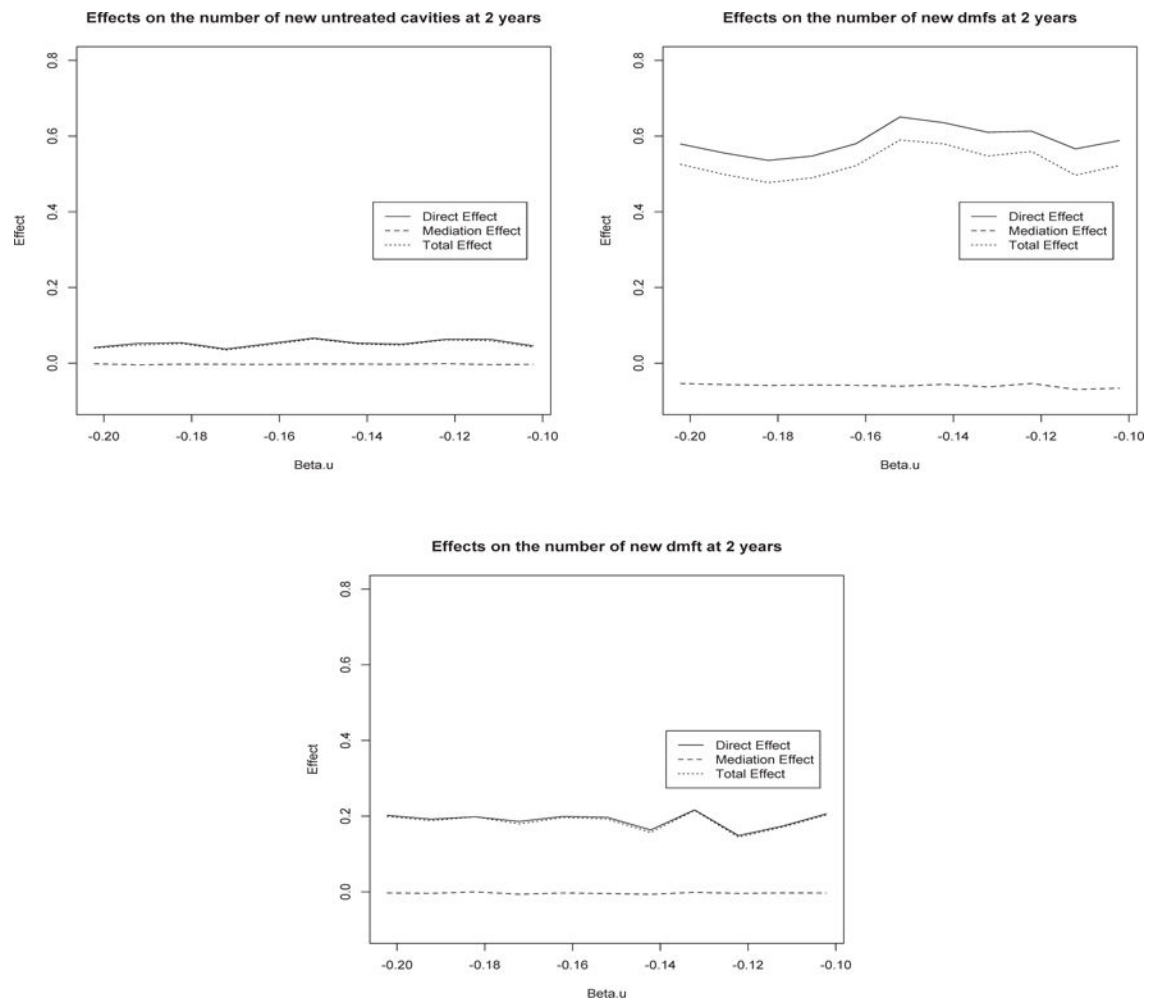 Effects on the number of new untreated cavities at 2 years
0.8
0.6
0.4
0.2
0.0
Effect
Direct Effect
Mediation Effect
Total Effect
-0.20 -0.18 -0.16 -0.14 -0.12 -0.10
Beta.u
Effects on the number of new dmfs at 2 years
0.8
0.6
0.4
0.2
0.0
Effect
Direct Effect
Mediation Effect
Total Effect
-0.20 -0.18 -0.16 -0.14 -0.12 -0.10
Beta.u
Effects on the number of new dmft at 2 years
0.8
0.6
0.4
0.2
0.0
Effect
Direct Effect
Mediation Effect
Total Effect
-0.20 -0.18 -0.16 -0.14 -0.12 -0.10
Beta.u